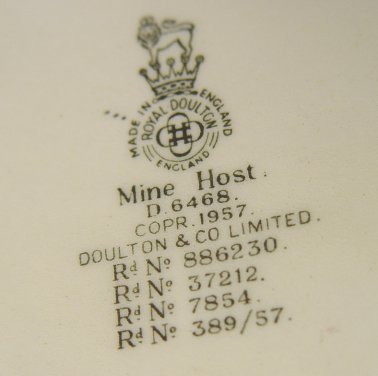 MADE IN ENGLAND
ROYAL DOULTON
ENGLAND
Mine Host.
D. 6468.
COPR. 1957.
DOULTON & CO LIMITED.
Rd No 886230.
Rd No 37212.
Rd No 7854.
Rd No 389/57.